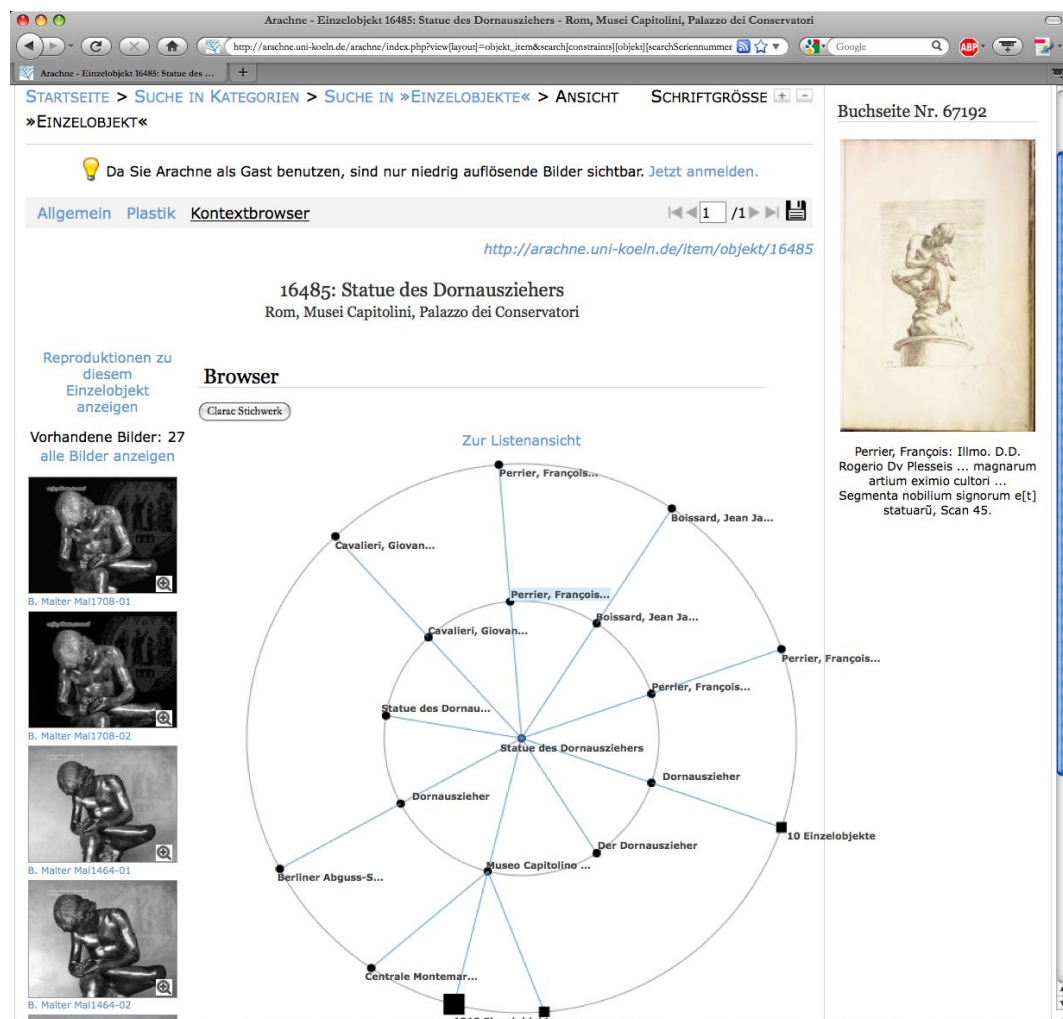 Arachne - Einzelobjekt 16485: Statue des Dornausziehers - Rom, Musei Capitolini, Palazzo dei Conservatori
http://arachne.uni-koeln.de/arachne/index.php?view[layout]=objekt_item&search[constraints][objekt][searchSeriennummer
Google
ABP
Arachne - Einzelobjekt 16485: Statue des ...
STARTSEITE > SUCHE IN KATEGORIEN > SUCHE IN »EINZELOBJEKTE« > ANSICHT
»EINZELOBJEKT«
SCHRIFTGRÖSSE + -
Da Sie Arachne als Gast benutzen, sind nur niedrig auflösende Bilder sichtbar. Jetzt anmelden.
Allgemein Plastik Kontextbrowser
1 /1
http://arachne.uni-koeln.de/item/objekt/16485
16485: Statue des Dornausziehers
Rom, Musei Capitolini, Palazzo dei Conservatori
Reproduktionen zu
diesem
Einzelobjekt
anzeigen
Vorhandene Bilder: 27
alle Bilder anzeigen
B. Malter Mal1708-01
B. Malter Mal1708-02
B. Malter Mal1464-01
B. Malter Mal1464-02
Browser
Clarac Stichwerk
Zur Listenansicht
Perrier, François...
Boissard, Jean Ja...
Cavalieri, Giovan...
Perrier, François...
Boissard, Jean Ja...
Cavalieri, Giovan...
Perrier, François...
Perrier, François...
Statue des Dornau...
Statue des Dornausziehers
Dornauszieher
Dornauszieher
10 Einzelobjekte
Der Dornauszieher
Museo Capitolino ...
Berliner Abguss-S...
Centrale Montemar...
Buchseite Nr. 67192
Perrier, François: Illmo. D.D.
Rogerio Dv Plesseis ... magnarum
artium eximio cultori ...
Segmenta nobilium signorum e[t]
statuarũ, Scan 45.